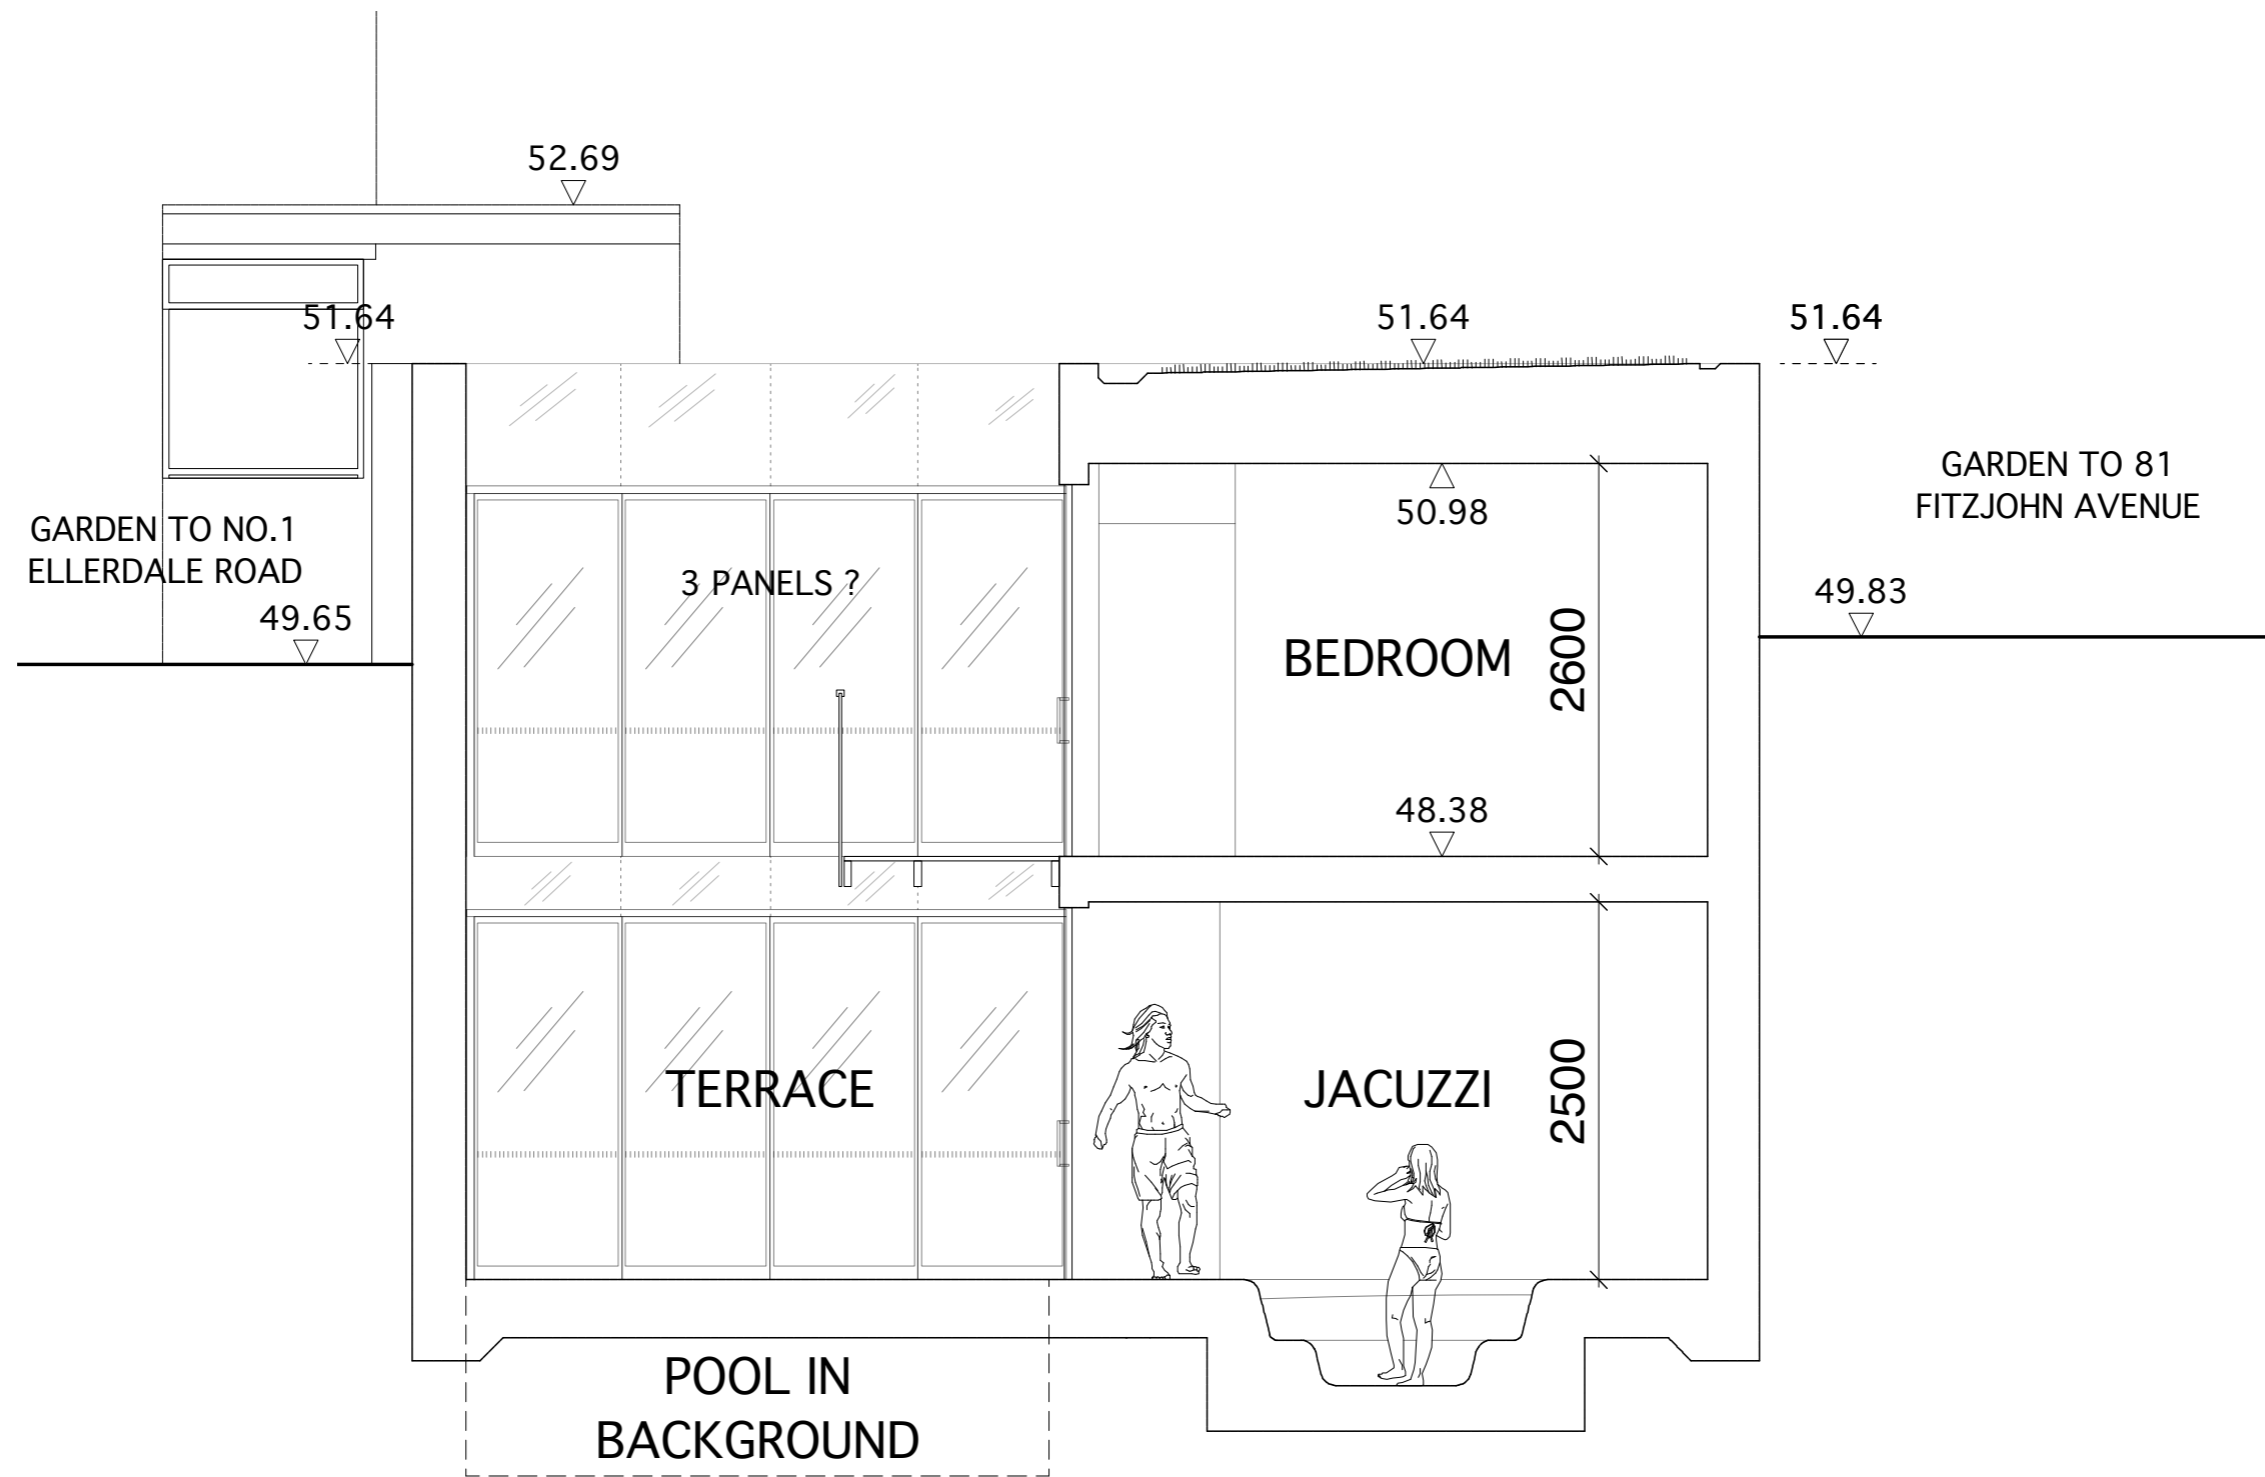 52.69
51.64
51.64
51.64
GARDEN TO 81
FITZJOHN AVENUE
50.98
GARDEN TO NO.1
ELLERDALE ROAD
3 PANELS ?
49.65
49.83
BEDROOM
2600
48.38
TERRACE
JACUZZI
2500
POOL IN
BACKGROUND